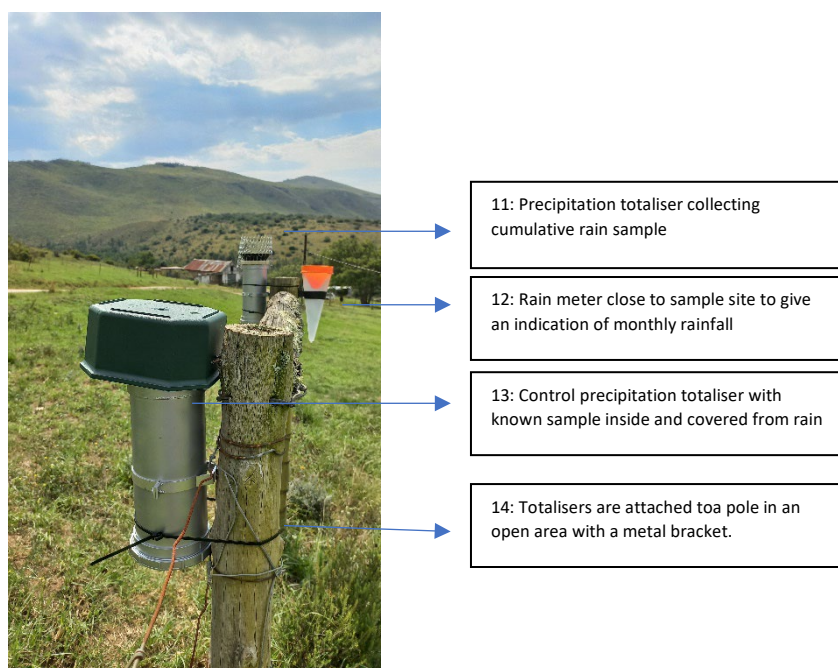 11: Precipitation totaliser collecting
cumulative rain sample
12: Rain meter close to sample site to give
an indication of monthly rainfall
13: Control precipitation totaliser with
known sample inside and covered from rain
14: Totalisers are attached toa pole in an
open area with a metal bracket.